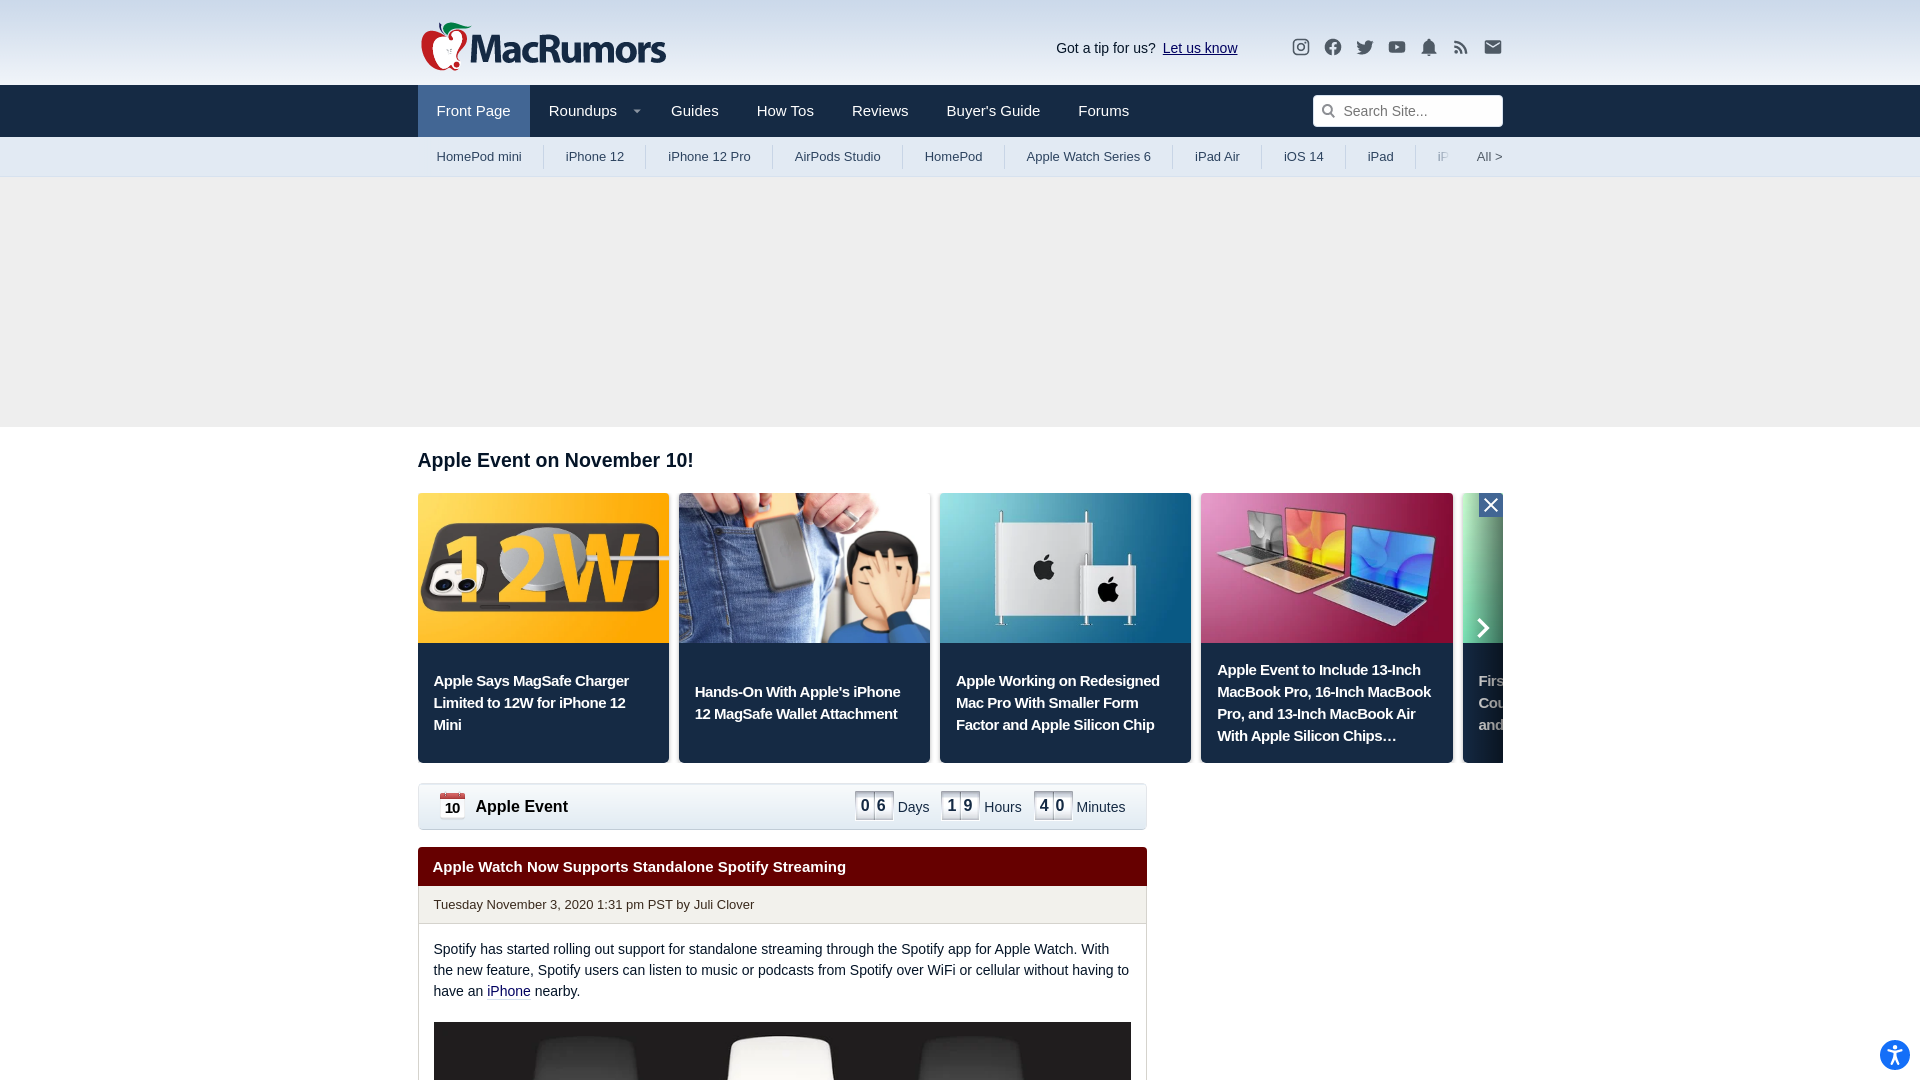 MacRumors
Got a tip for us? Let us know
Front Page
Roundups
Guides
How Tos
Reviews
Buyer's Guide
Forums
Search Site...
HomePod mini
iPhone 12
iPhone 12 Pro
AirPods Studio
HomePod
Apple Watch Series 6
iPad Air
iOS 14
iPad
iP
All >
Apple Event on November 10!
12W
Apple Says MagSafe Charger
Limited to 12W for iPhone 12
Mini
Hands-On With Apple's iPhone
12 MagSafe Wallet Attachment
Apple Working on Redesigned
Mac Pro With Smaller Form
Factor and Apple Silicon Chip
Apple Event to Include 13-Inch
MacBook Pro, 16-Inch MacBook
Pro, and 13-Inch MacBook Air
With Apple Silicon Chips…
Firs
Cou
and
10 Apple Event 06 Days 19 Hours 40 Minutes
Apple Watch Now Supports Standalone Spotify Streaming
Tuesday November 3, 2020 1:31 pm PST by Juli Clover
Spotify has started rolling out support for standalone streaming through the Spotify app for Apple Watch. With
the new feature, Spotify users can listen to music or podcasts from Spotify over WiFi or cellular without having to
have an iPhone nearby.